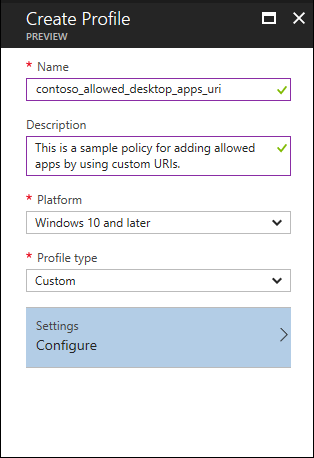 Create Profile
PREVIEW
* Name
contoso_allowed_desktop_apps_uri
Description
This is a sample policy for adding allowed
apps by using custom URIs.
* Platform
Windows 10 and later
* Profile type
Custom
Settings
Configure